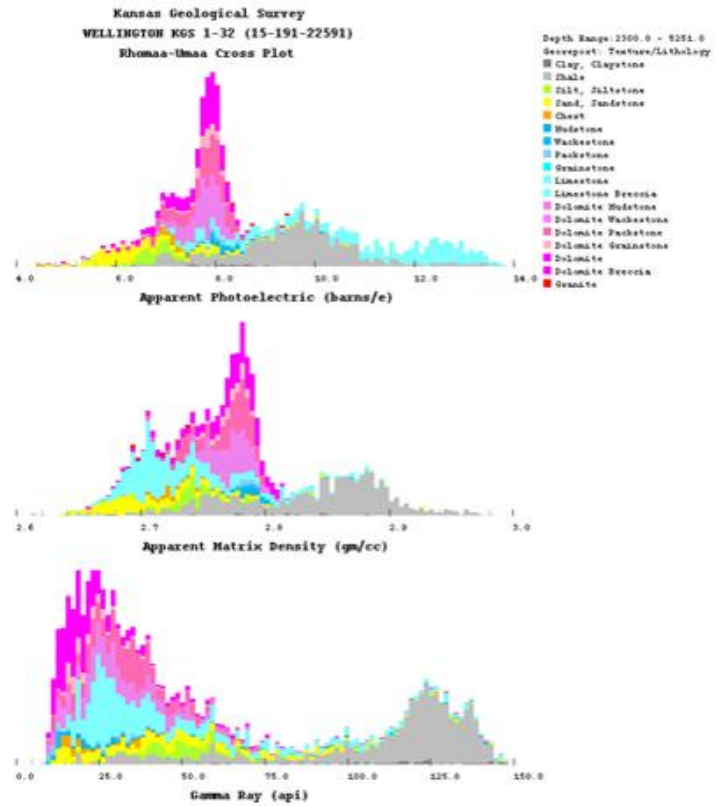 Kansas Geological Survey
WELLINGTON KGS 1-32 (15-191-22591)
Rhomaa-Umaa Cross Plot
Depth Range: 2300.0 - 5251.0
Georeport: Texture/Lithology
Clay, Claystone
Shale
Silt, Siltstone
Sand, Sandstone
Chert
Mudstone
Wackestone
Packstone
Grainstone
Limestone
Limestone Breccia
Dolomite Mudstone
Dolomite Wackestone
Dolomite Packstone
Dolomite Grainstone
Dolomite
Dolomite Breccia
Granite
4.0 6.0 8.0 10.0 12.0 14.0
Apparent Photoelectric (barns/e)
2.6 2.7 2.8 2.9 3.0
Apparent Matrix Density (gm/cc)
0.0 25.0 50.0 75.0 100.0 125.0 150.0
Gamma Ray (api)